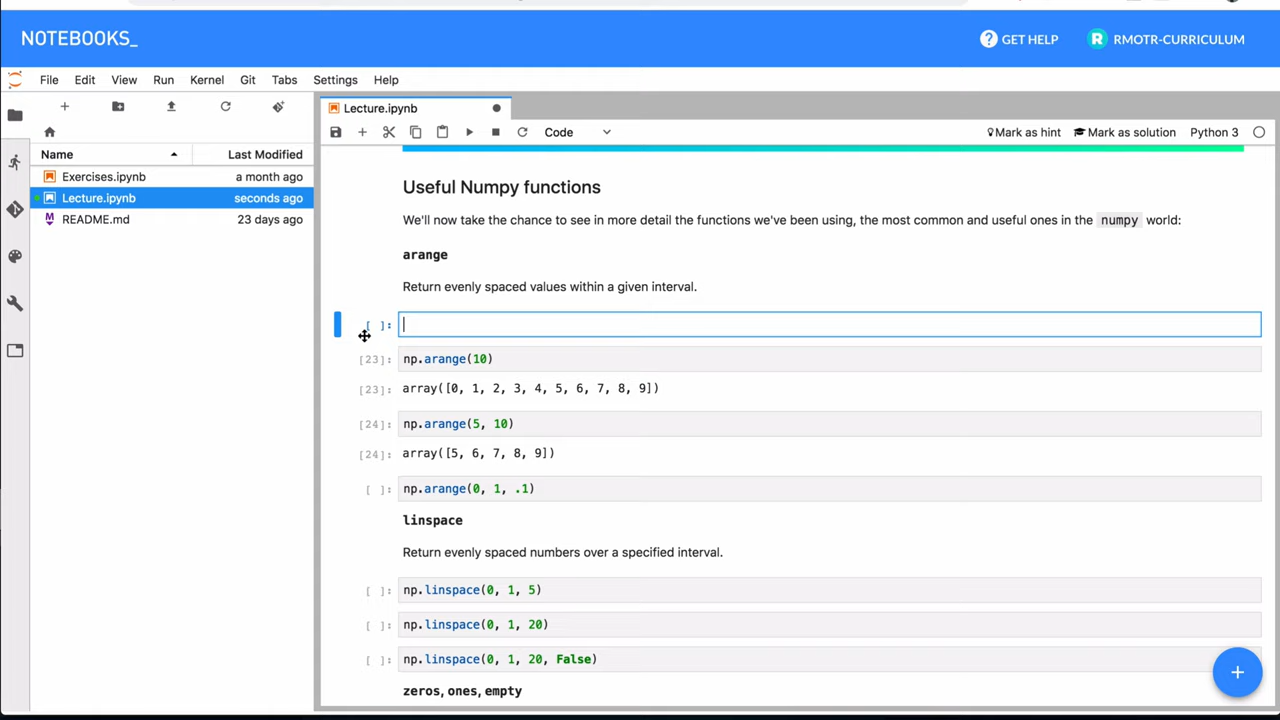 NOTEBOOKS_
GET HELP
R RMOTR-CURRICULUM
File Edit View Run Kernel Git Tabs Settings Help
Lecture.ipynb
Code
Mark as hint Mark as solution Python 3
Name Last Modified
Exercises.ipynb a month ago
Lecture.ipynb seconds ago
README.md 23 days ago
Useful Numpy functions
We'll now take the chance to see in more detail the functions we've been using, the most common and useful ones in the numpy world:
arange
Return evenly spaced values within a given interval.
[ ]:
[23]: np.arange(10)
[23]: array([0, 1, 2, 3, 4, 5, 6, 7, 8, 9])
[24]: np.arange(5, 10)
[24]: array([5, 6, 7, 8, 9])
[ ]: np.arange(0, 1, .1)
linspace
Return evenly spaced numbers over a specified interval.
[ ]: np.linspace(0, 1, 5)
[ ]: np.linspace(0, 1, 20)
[ ]: np.linspace(0, 1, 20, False)
zeros, ones, empty